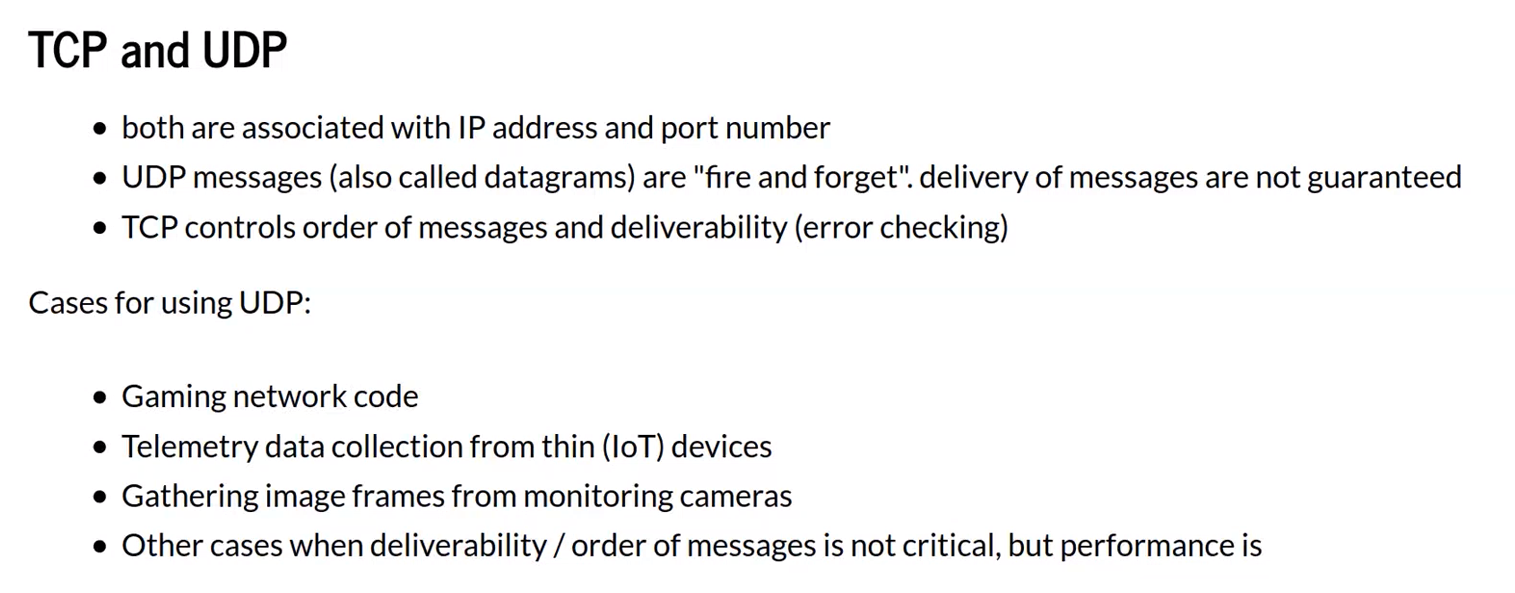 TCP and UDP
• both are associated with IP address and port number
• UDP messages (also called datagrams) are "fire and forget". delivery of messages are not guaranteed
• TCP controls order of messages and deliverability (error checking)
Cases for using UDP:
• Gaming network code
• Telemetry data collection from thin (IoT) devices
• Gathering image frames from monitoring cameras
• Other cases when deliverability / order of messages is not critical, but performance is